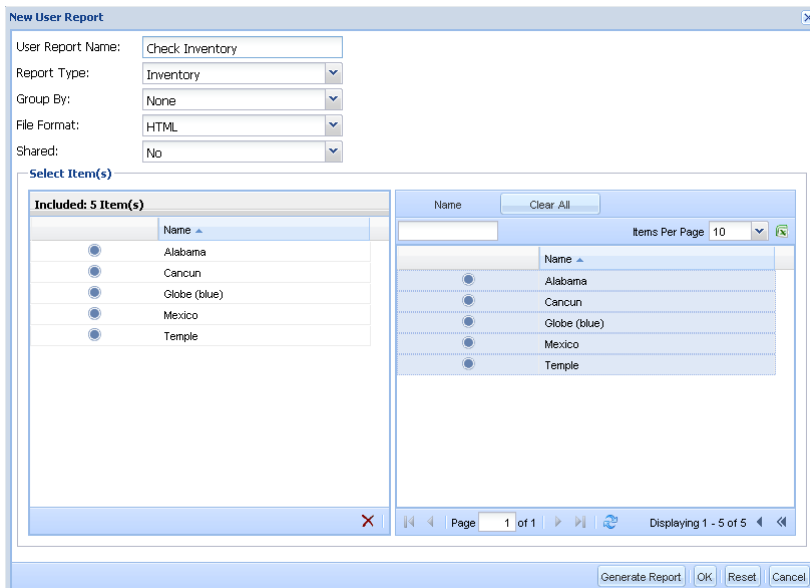 New User Report
User Report Name: Check Inventory
Report Type: Inventory
Group By: None
File Format: HTML
Shared: No
Select Item(s)
Included: 5 Item(s)
Name
Alabama
Cancun
Globe (blue)
Mexico
Temple
Name Clear All
Items Per Page 10
Name
Alabama
Cancun
Globe (blue)
Mexico
Temple
Page 1 of 1 Displaying 1 - 5 of 5
Generate Report OK Reset Cancel